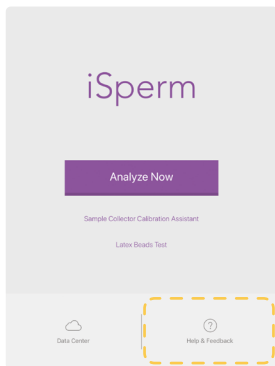 iSperm
Analyze Now
Sample Collector Calibration Assistant
Latex Beads Test
Data Center
?
Help & Feedback